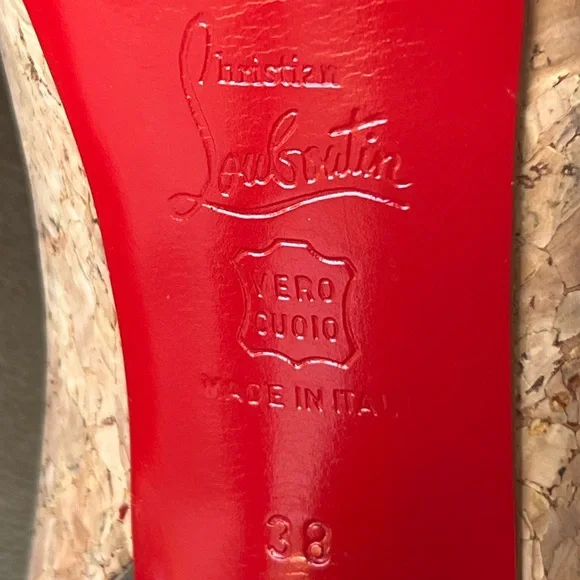 Christian
Louboutin
VERO
CUOIO
MADE IN ITALY
38